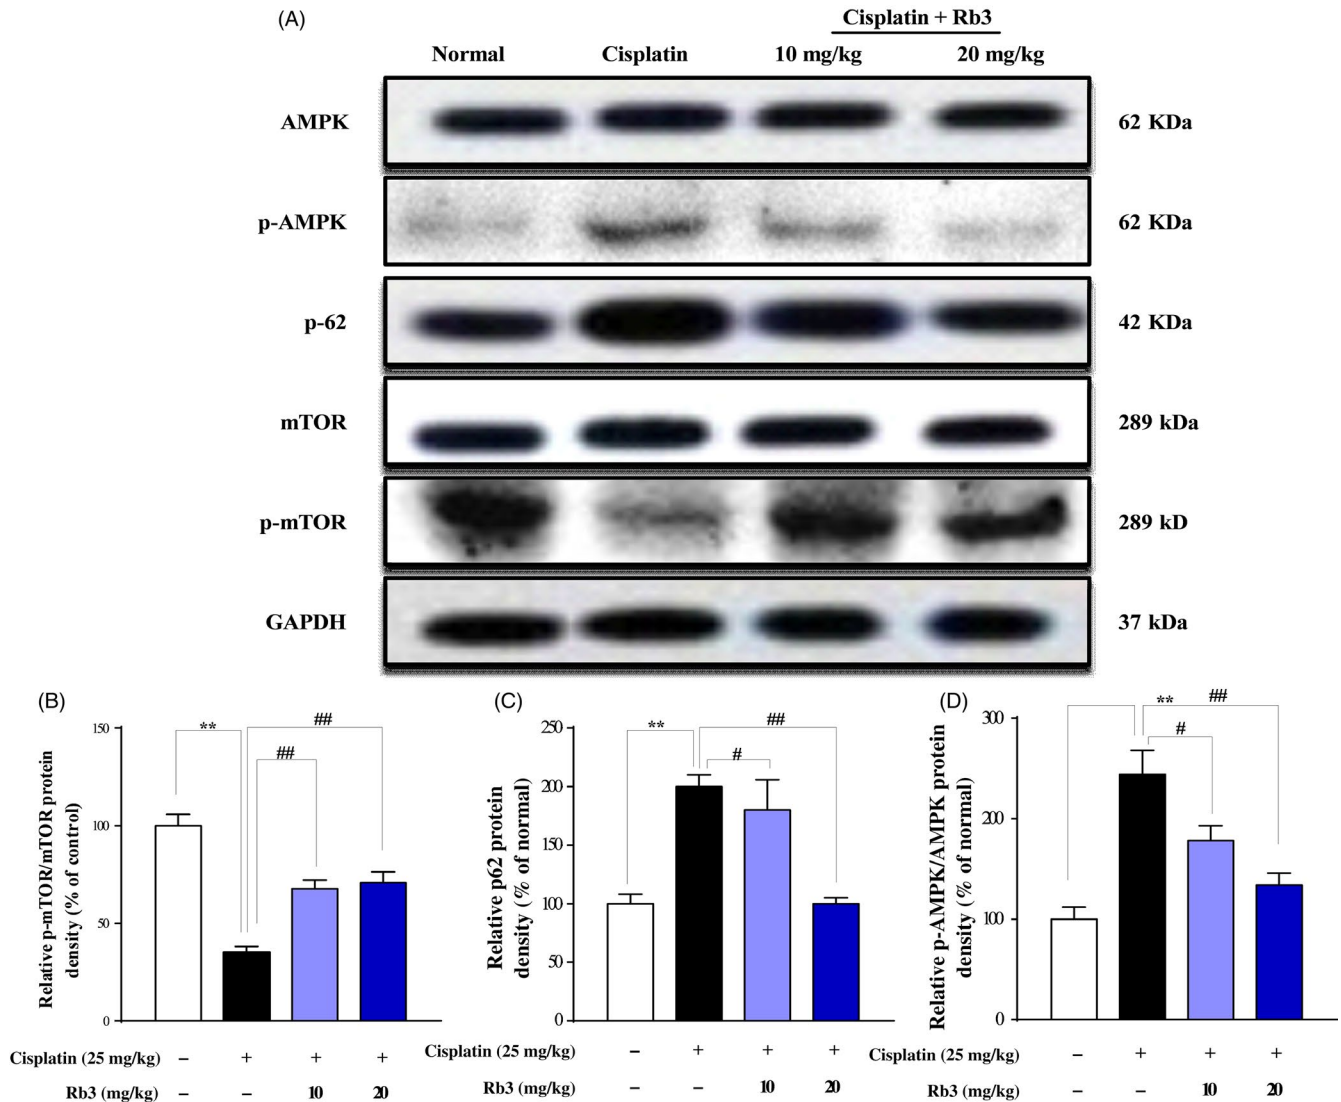 (A)
Cisplatin + Rb3
Normal Cisplatin 10 mg/kg 20 mg/kg
AMPK 62 KDa
p-AMPK 62 KDa
p-62 42 KDa
mTOR 289 kDa
p-mTOR 289 kD
GAPDH 37 kDa
(B)
Relative p-mTOR/mTOR protein
density (% of control)
150
100
50
0
**
##
##
Cisplatin (25 mg/kg) – + + +
Rb3 (mg/kg) – – 10 20
(C)
Relative p62 protein
density (% of normal)
250
200
150
100
50
0
**
##
#
Cisplatin (25 mg/kg) – + + +
Rb3 (mg/kg) – – 10 20
(D)
Relative p-AMPK/AMPK protein
density (% of normal)
300
200
100
0
**
##
#
Cisplatin (25 mg/kg) – + + +
Rb3 (mg/kg) – – 10 20